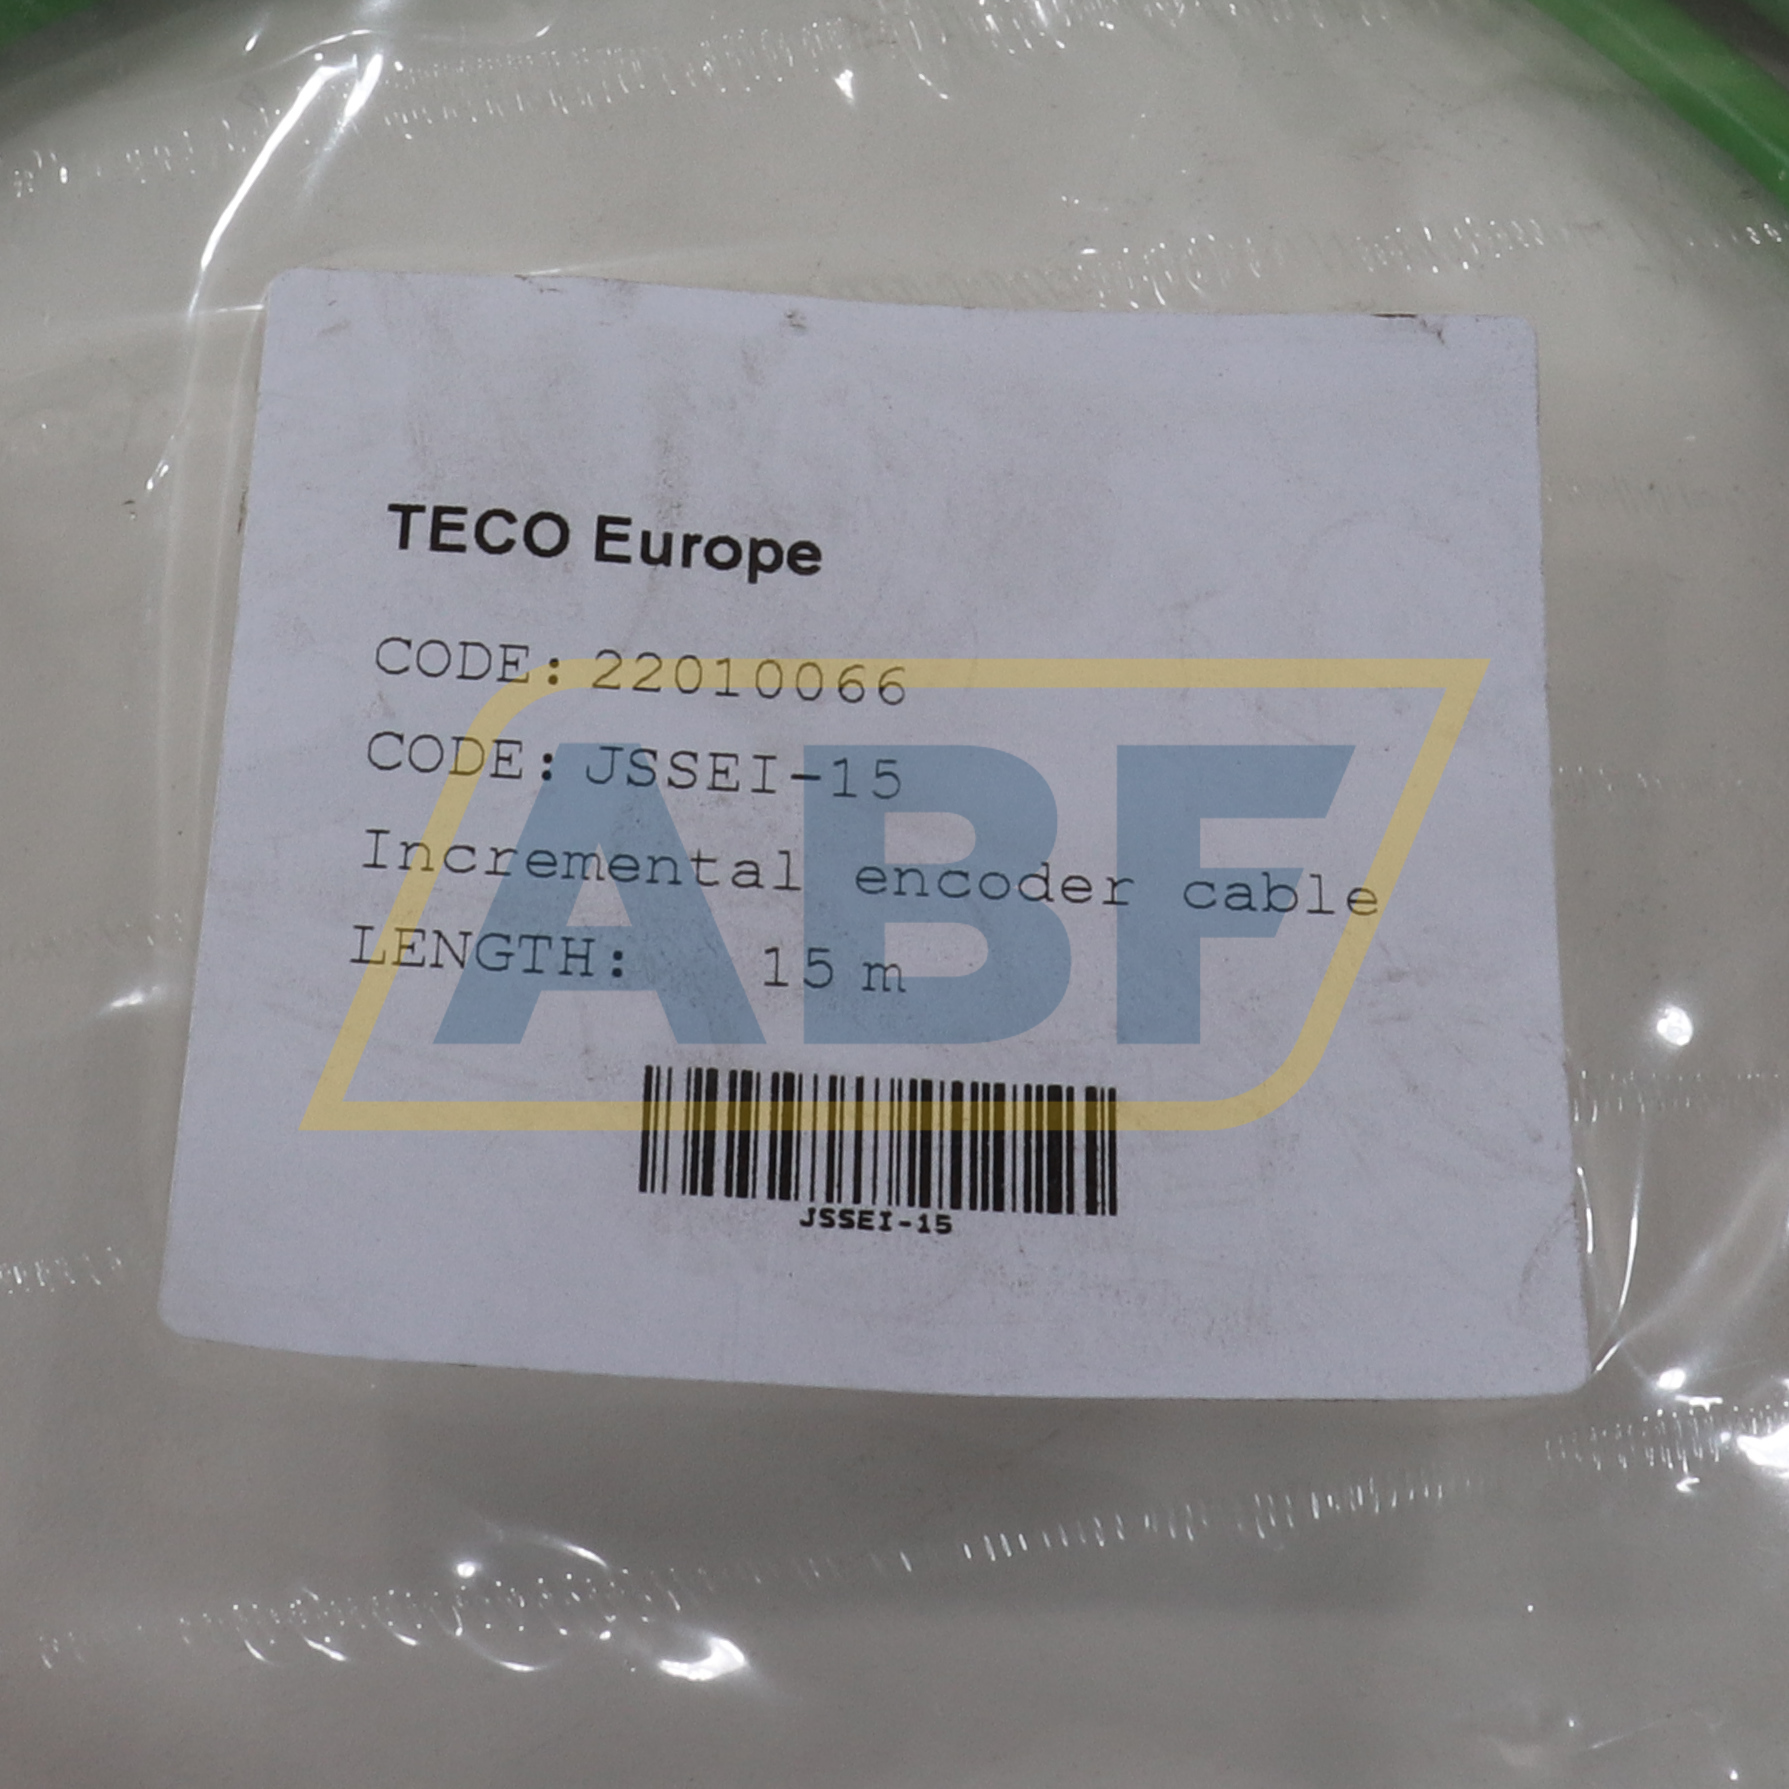 TECO Europe
CODE: 22010066
CODE: JSSEI-15
Incremental encoder cable
LENGTH: 15 m
JSSEI-15
ABF